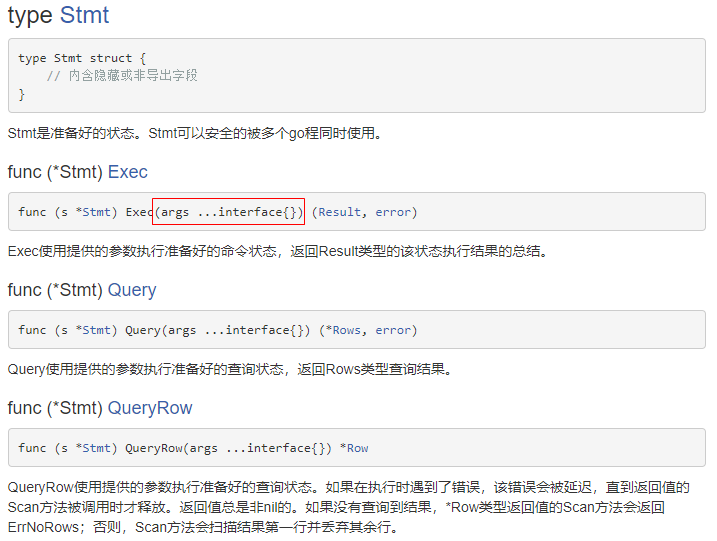 type Stmt
type Stmt struct {
    // 内含隐藏或非导出字段
}
Stmt是准备好的状态。Stmt可以安全的被多个go程同时使用。
func (*Stmt) Exec
func (s *Stmt) Exec(args ...interface{}) (Result, error)
Exec使用提供的参数执行准备好的命令状态，返回Result类型的该状态执行结果的总结。
func (*Stmt) Query
func (s *Stmt) Query(args ...interface{}) (*Rows, error)
Query使用提供的参数执行准备好的查询状态，返回Rows类型查询结果。
func (*Stmt) QueryRow
func (s *Stmt) QueryRow(args ...interface{}) *Row
QueryRow使用提供的参数执行准备好的查询状态。如果在执行时遇到了错误，该错误会被延迟，直到返回值的
Scan方法被调用时才释放。返回值总是非nil的。如果没有查询到结果，*Row类型返回值的Scan方法会返回
ErrNoRows；否则，Scan方法会扫描结果第一行并丢弃其余行。